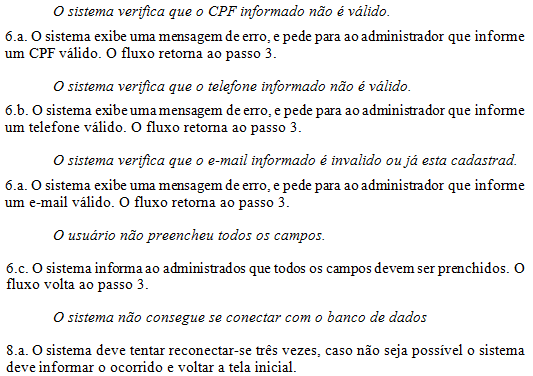 O sistema verifica que o CPF informado não é válido.
6.a. O sistema exibe uma mensagem de erro, e pede para ao administrador que informe
um CPF válido. O fluxo retorna ao passo 3.
O sistema verifica que o telefone informado não é válido.
6.b. O sistema exibe uma mensagem de erro, e pede para ao administrador que informe
um telefone válido. O fluxo retorna ao passo 3.
O sistema verifica que o e-mail informado é invalido ou já esta cadastrad.
6.a. O sistema exibe uma mensagem de erro, e pede para ao administrador que informe
um e-mail válido. O fluxo retorna ao passo 3.
O usuário não preencheu todos os campos.
6.c. O sistema informa ao administrados que todos os campos devem ser prenchidos. O
fluxo volta ao passo 3.
O sistema não consegue se conectar com o banco de dados
8.a. O sistema deve tentar reconectar-se três vezes, caso não seja possível o sistema
deve informar o ocorrido e voltar a tela inicial.